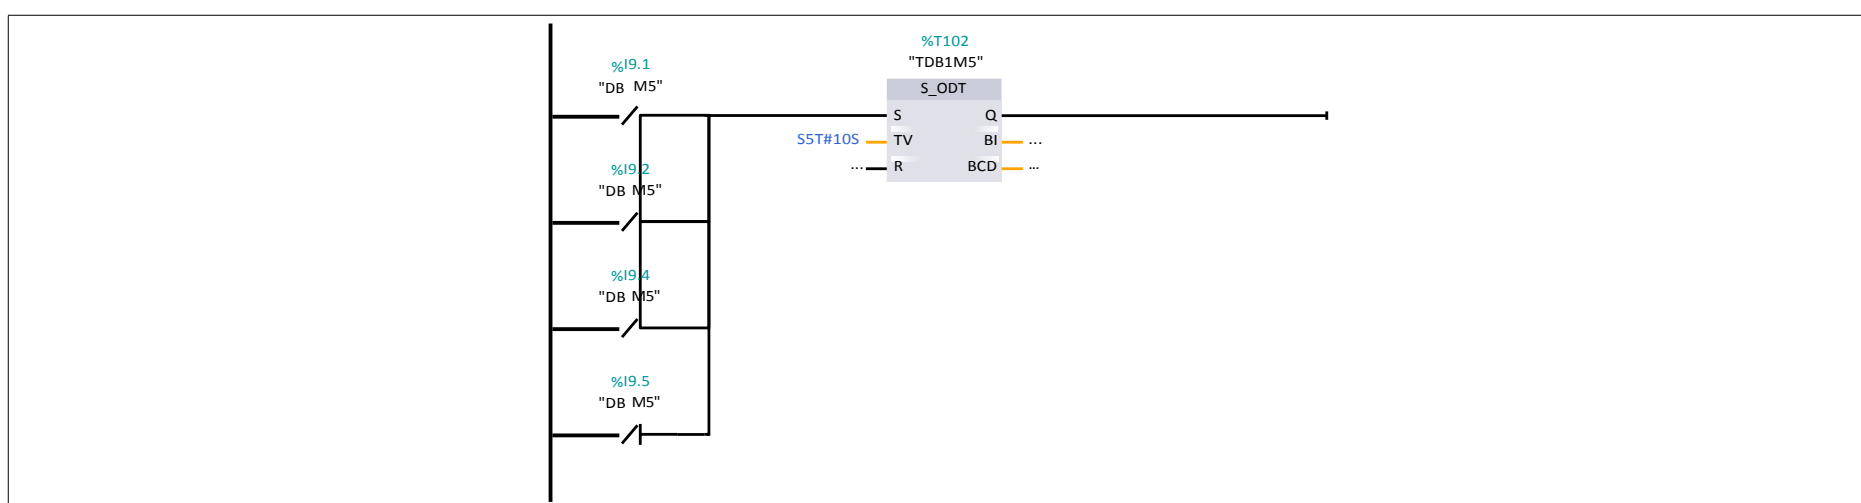 %T102
"TDB1M5"
%I9.1
"DB M5"
S_ODT
S Q
S5T#10S TV BI ...
... R BCD ...
%I9.2
"DB M5"
%I9.4
"DB M5"
%I9.5
"DB M5"